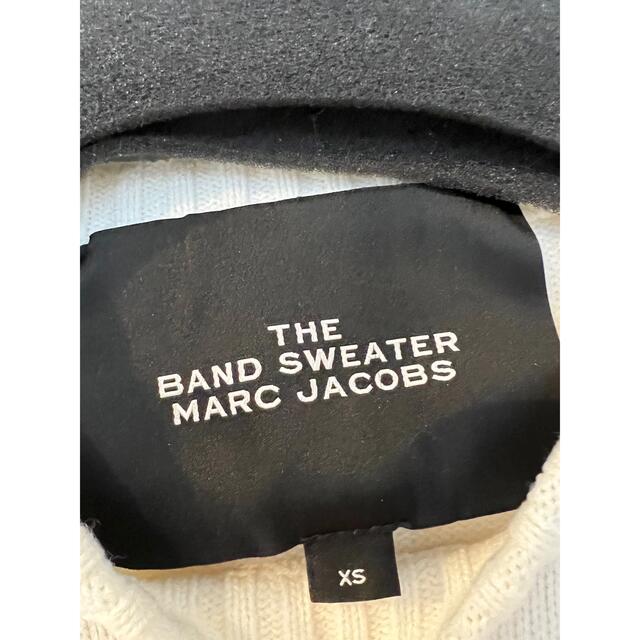 THE
BAND SWEATER
MARC JACOBS
XS